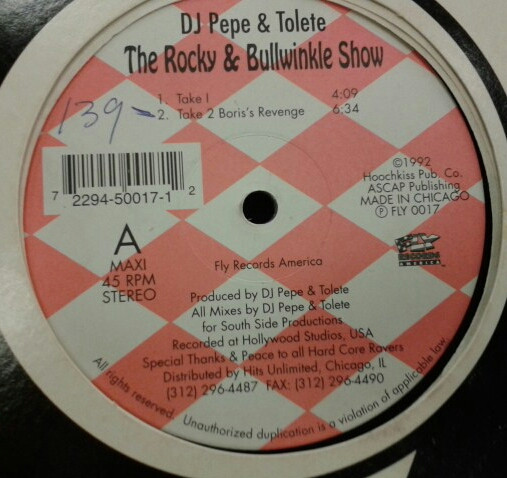 DJ Pepe & Tolete
The Rocky & Bullwinkle Show
1. Take I 4:09
2. Take 2 Boris's Revenge 6:34
139-
7 2294-50017-1 2
©1992
Hoochkiss Pub. Co.
ASCAP Publishing
MADE IN CHICAGO
℗ FLY 0017
A
MAXI
45 RPM
STEREO
AMERICA
Fly Records America
Produced by DJ Pepe & Tolete
All Mixes by DJ Pepe & Tolete
for South Side Productions
Recorded at Hollywood Studios, USA
Special Thanks & Peace to all Hard Core Ravers
Distributed by Hits Unlimited, Chicago, IL
(312) 296-4487 FAX: (312) 296-4490
All rights reserved. Unauthorized duplication is a violation of applicable law.